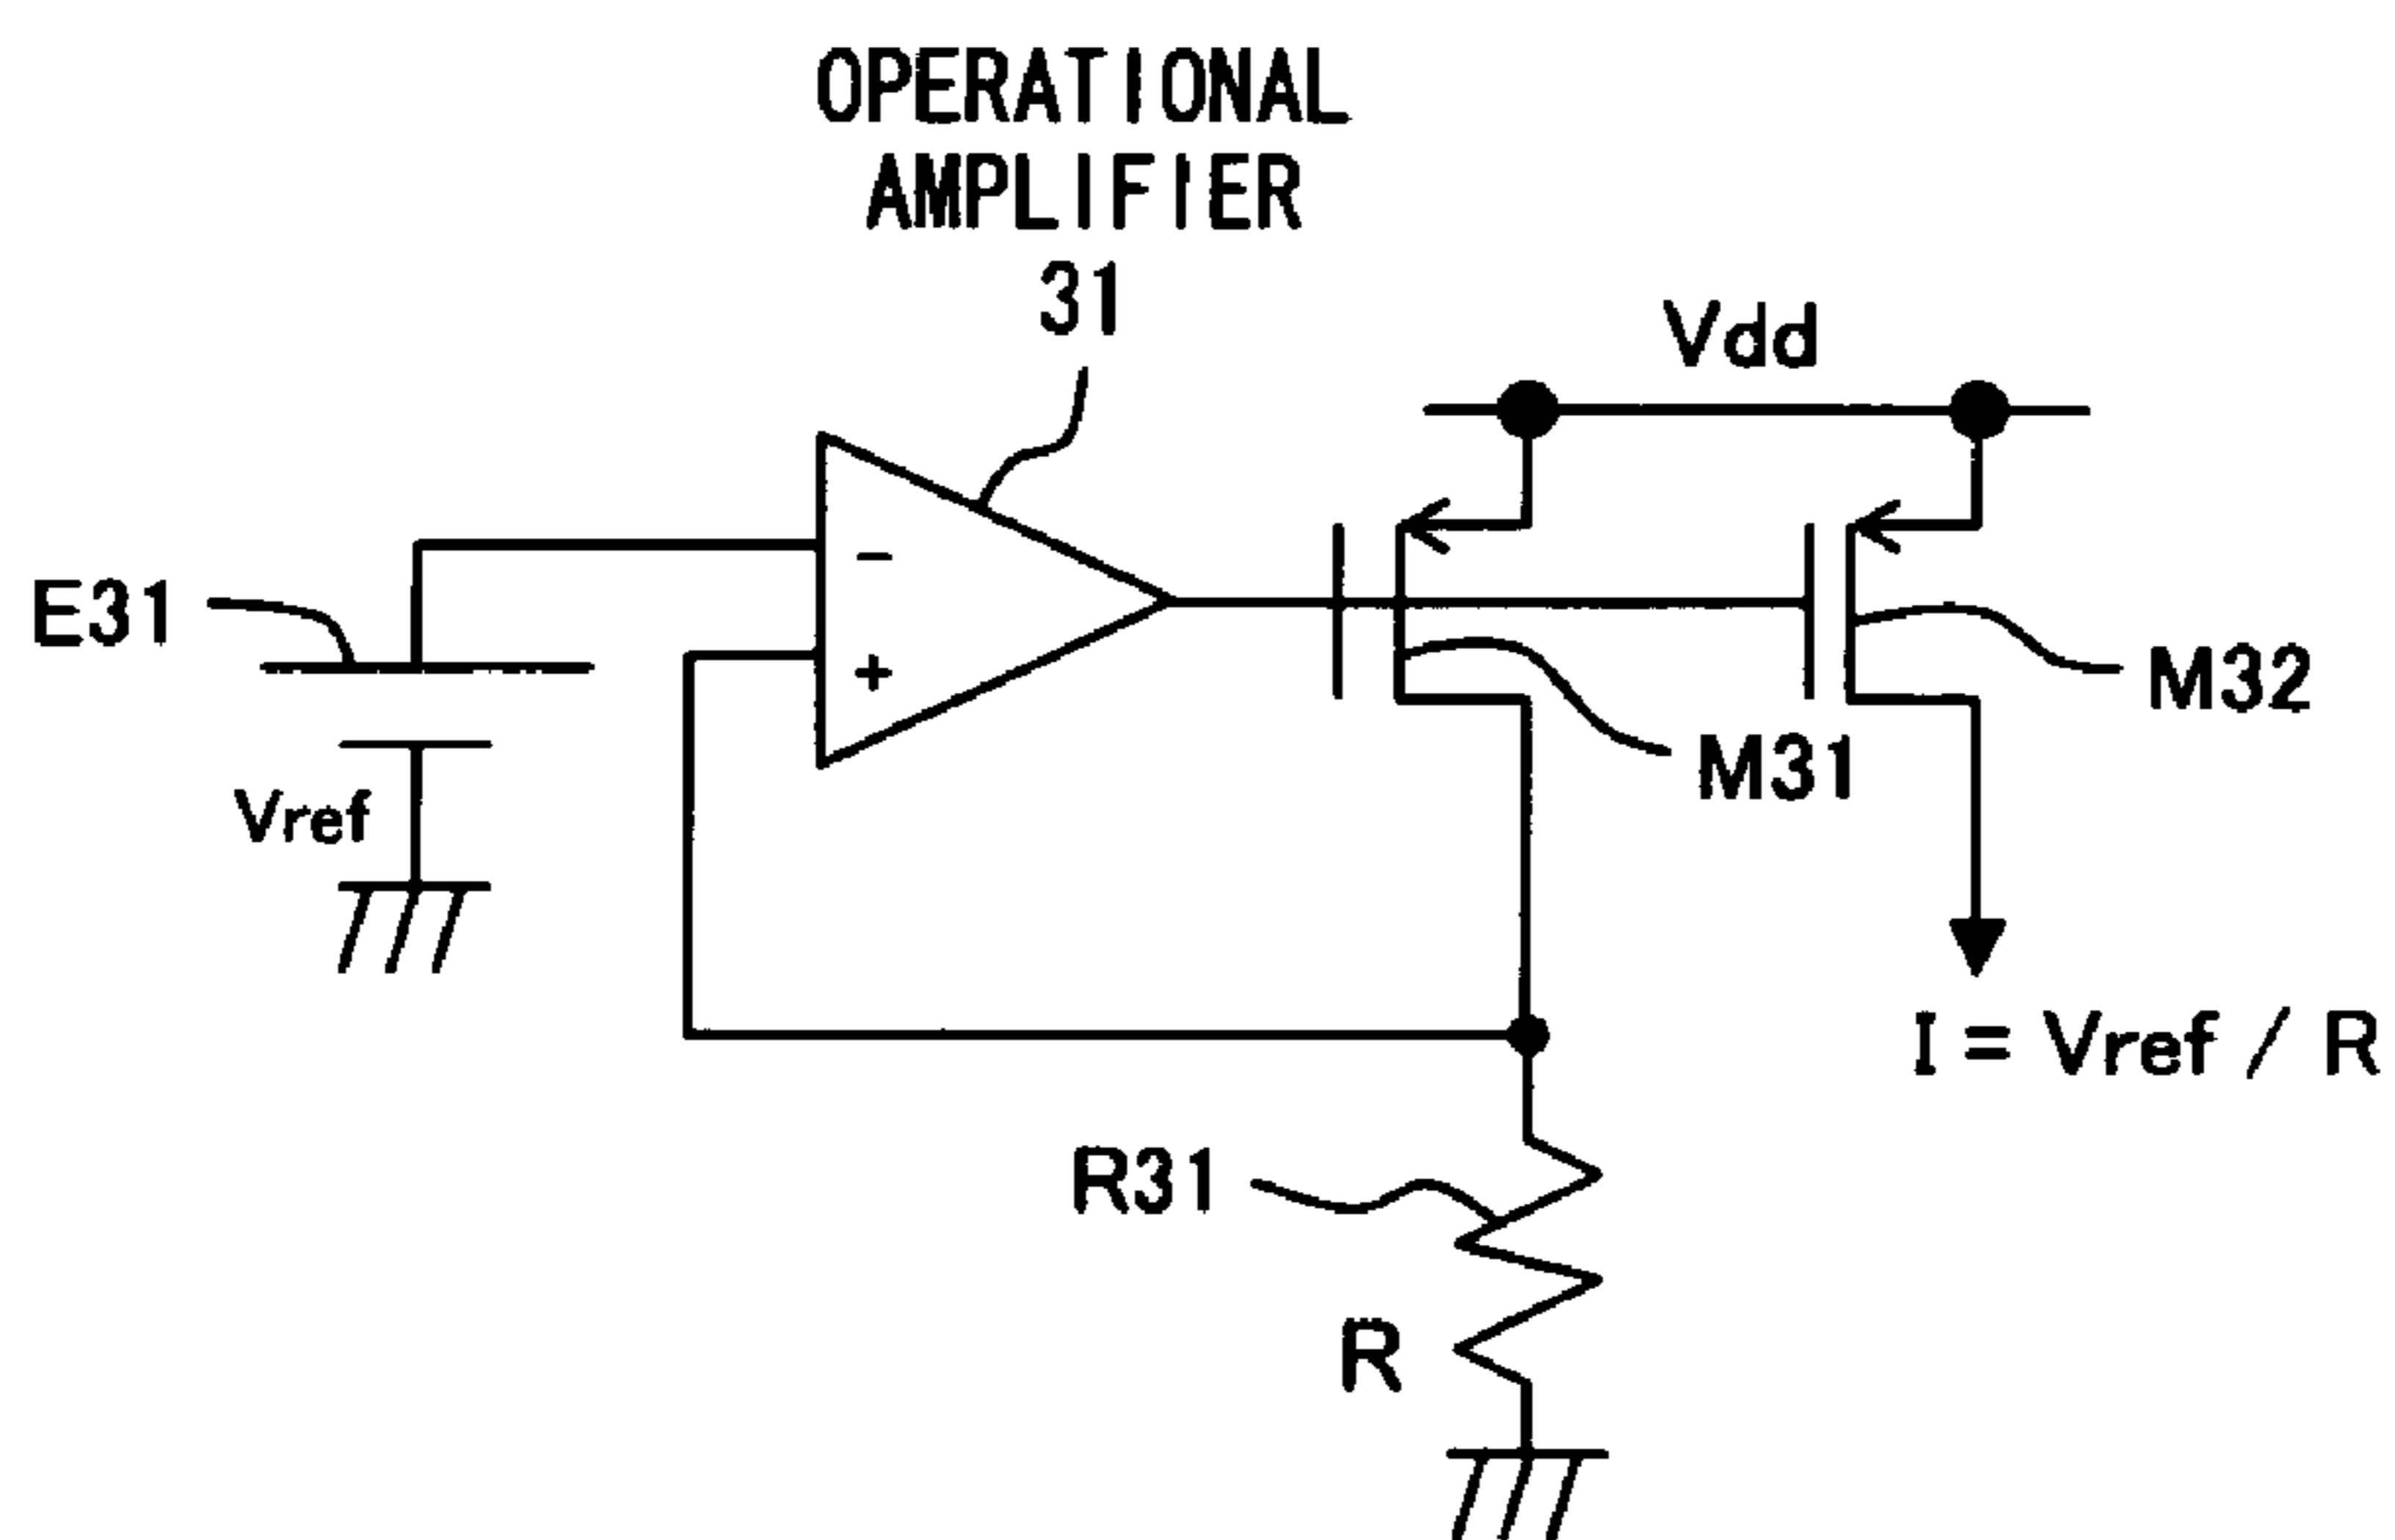 OPERATIONAL
AMPLIFIER
31
Vdd
E31
−
+
M32
M31
Vref
I = Vref / R
R31
R